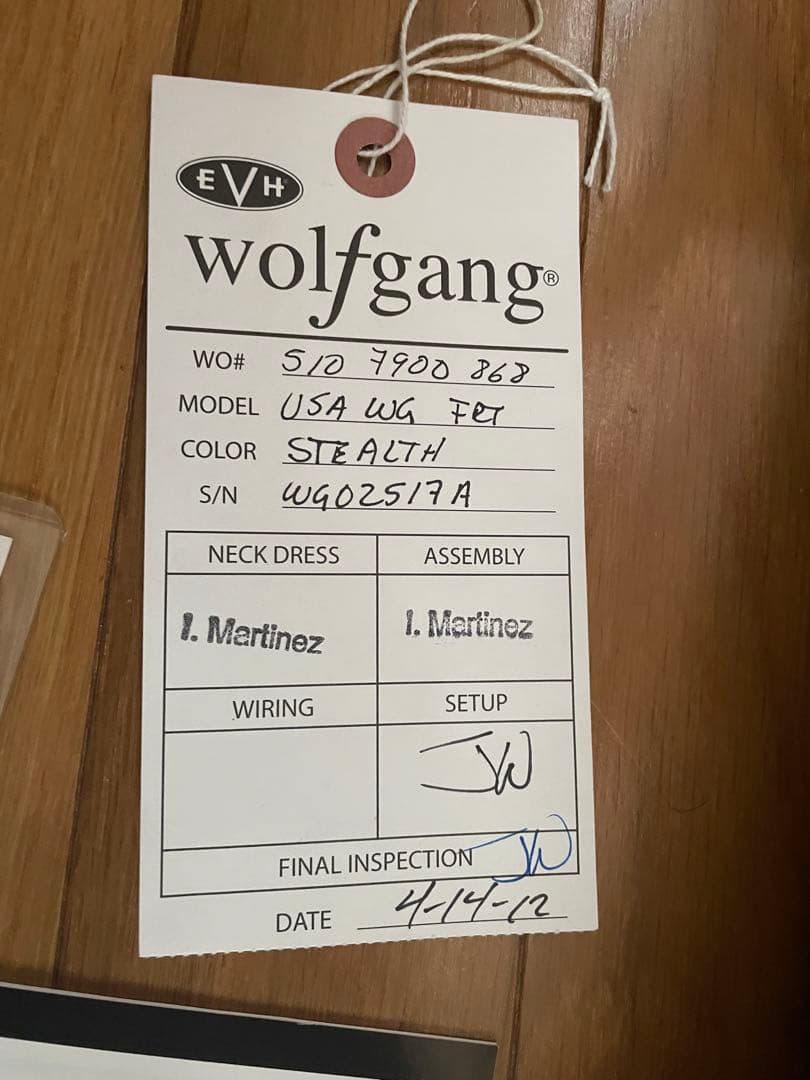 EVH
wolfgang®
WO# 510 7900 868
MODEL USA WG FRT
COLOR STEALTH
S/N WG02517A
NECK DRESS ASSEMBLY
I. Martinez I. Martinez
WIRING SETUP
JW
FINAL INSPECTION JW
DATE 4-14-12